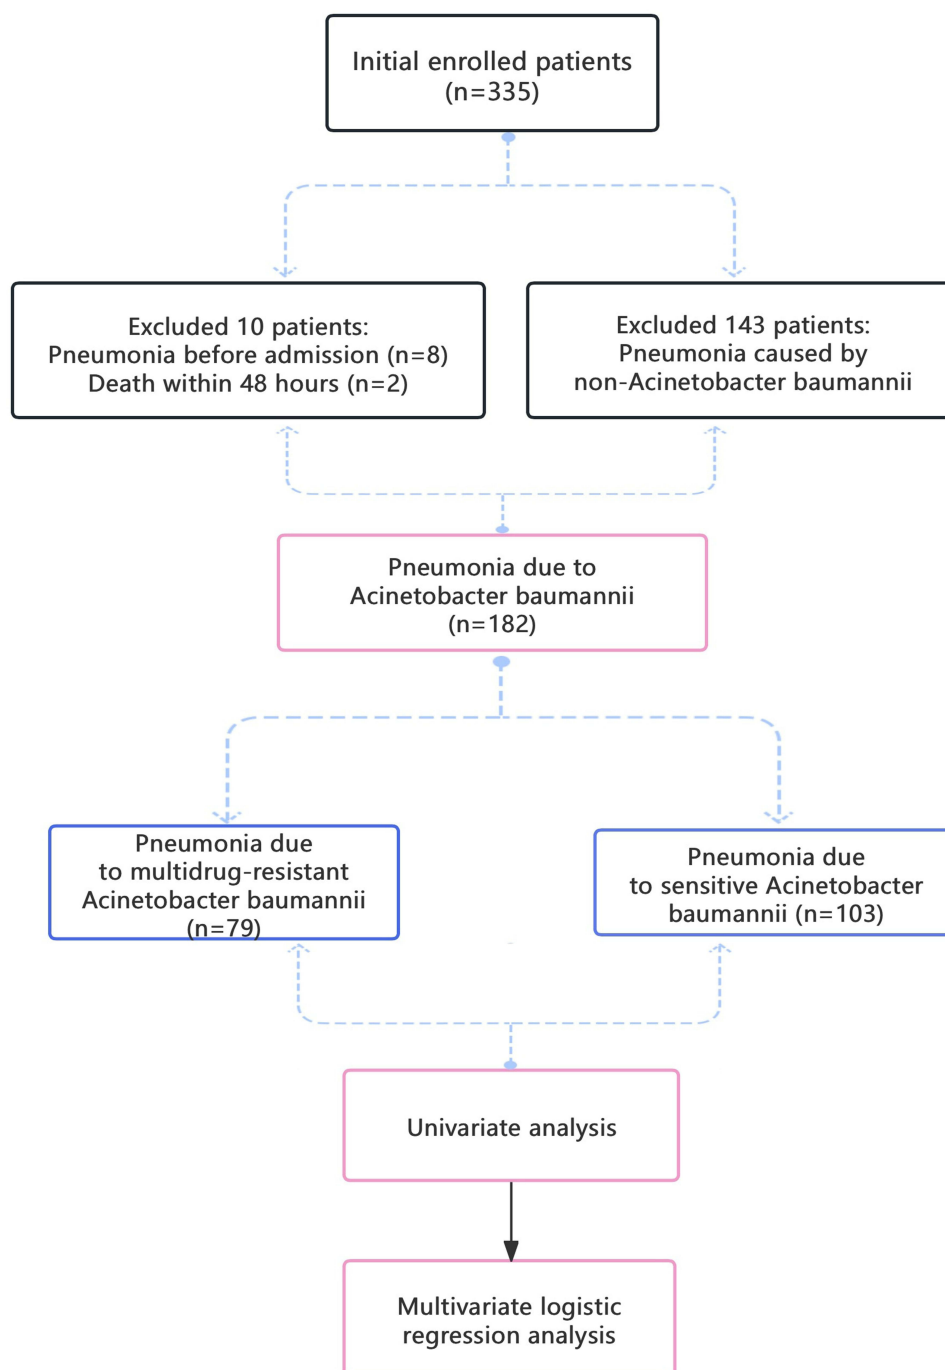 Initial enrolled patients
(n=335)
Excluded 10 patients:
Pneumonia before admission (n=8)
Death within 48 hours (n=2)
Excluded 143 patients:
Pneumonia caused by
non-Acinetobacter baumannii
Pneumonia due to
Acinetobacter baumannii
(n=182)
Pneumonia due
to multidrug-resistant
Acinetobacter baumannii
(n=79)
Pneumonia due
to sensitive Acinetobacter
baumannii (n=103)
Univariate analysis
Multivariate logistic
regression analysis